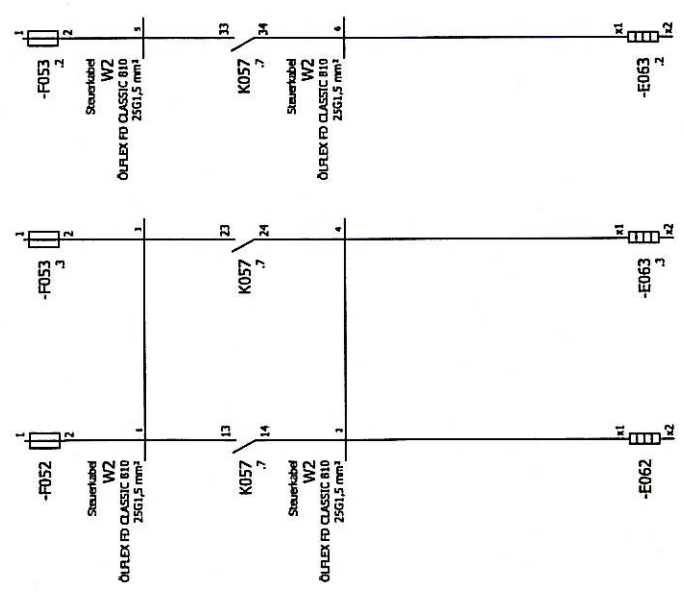 1
-F052
2
Steuerkabel
W2
ÖLFLEX FD CLASSIC 810
25G1,5 mm²
1
13
K057
.7
14
Steuerkabel
W2
ÖLFLEX FD CLASSIC 810
25G1,5 mm²
2
x1
-E062
x2
1
-F053
.3
2
3
23
K057
.7
24
4
x1
-E063
.3
x2
1
-F053
.2
2
Steuerkabel
W2
ÖLFLEX FD CLASSIC 810
25G1,5 mm²
5
33
K057
.7
34
Steuerkabel
W2
ÖLFLEX FD CLASSIC 810
25G1,5 mm²
6
x1
-E063
.2
x2